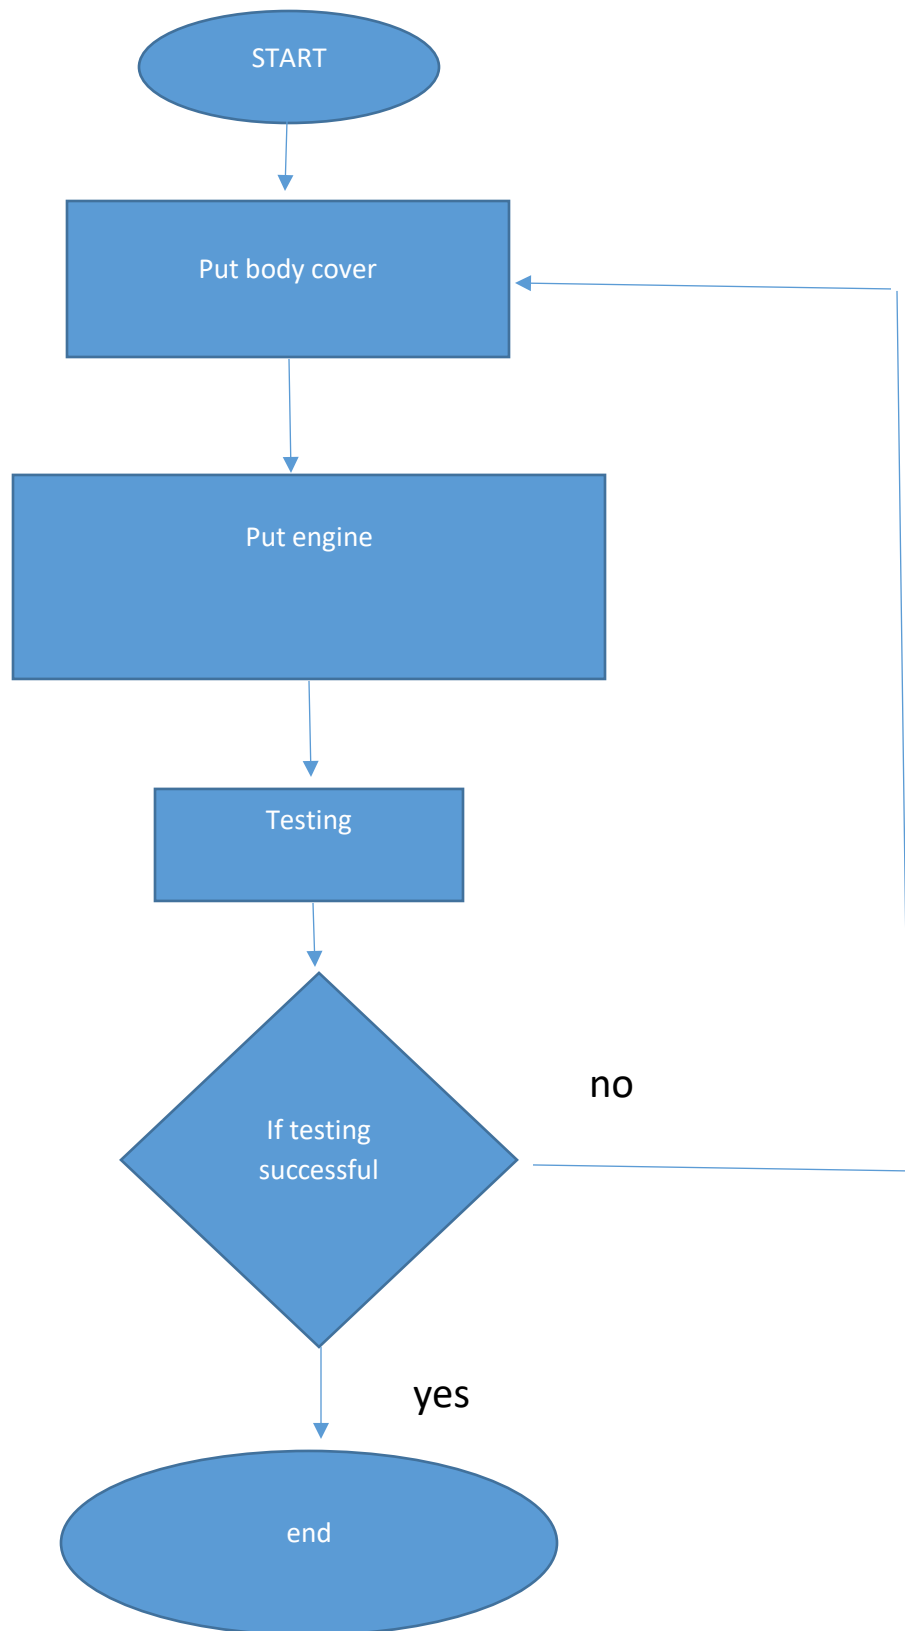 START
Put body cover
Put engine
Testing
If testing
successful
no
yes
end